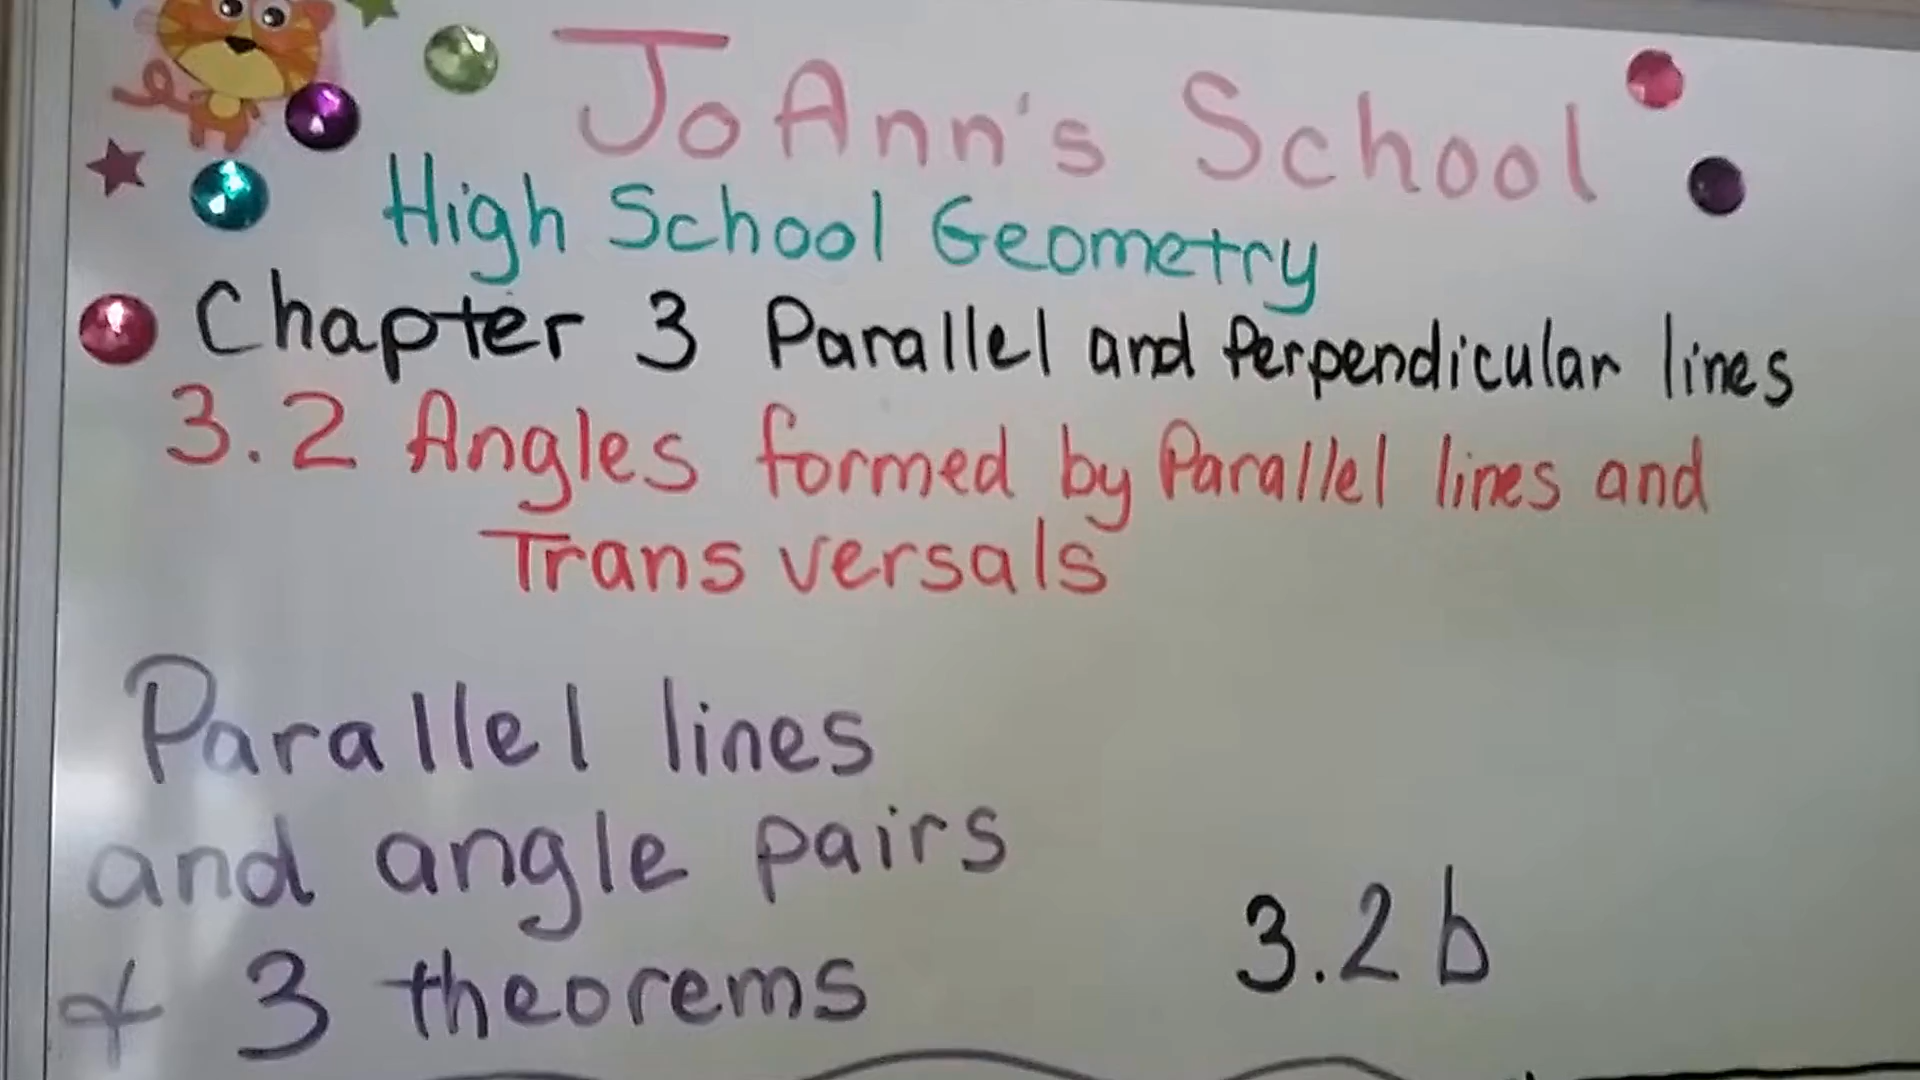 JoAnn's School
High School Geometry
Chapter 3 Parallel and Perpendicular lines
3.2 Angles formed by Parallel lines and
Transversals
Parallel lines
and angle pairs
+ 3 theorems
3.2b